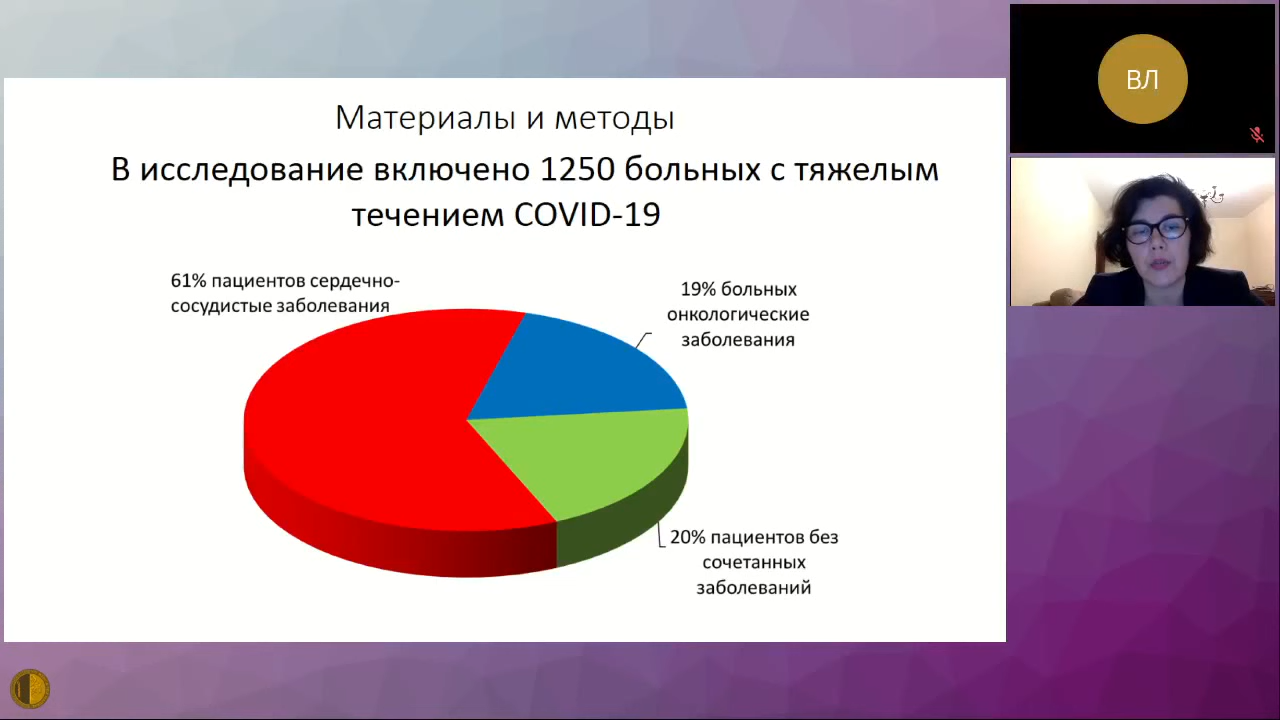 Материалы и методы
В исследование включено 1250 больных с тяжелым
течением COVID-19
61% пациентов сердечно-
сосудистые заболевания
19% больных
онкологические
заболевания
20% пациентов без
сочетанных
заболеваний
ВЛ